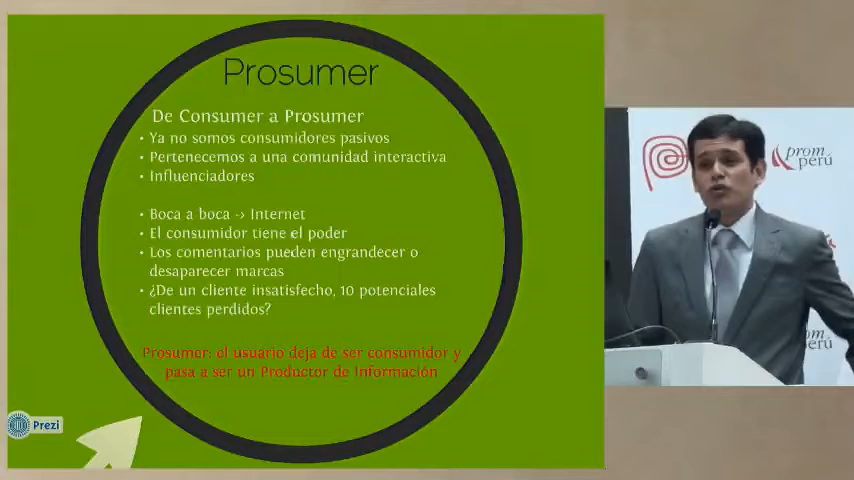 Prosumer
De Consumer a Prosumer
• Ya no somos consumidores pasivos
• Pertenecemos a una comunidad interactiva
• Influenciadores
• Boca a boca -> Internet
• El consumidor tiene el poder
• Los comentarios pueden engrandecer o
desaparecer marcas
• ¿De un cliente insatisfecho, 10 potenciales
clientes perdidos?
Prosumer: el usuario deja de ser consumidor y
pasa a ser un Productor de Información
Prezi
prom
perú
prom
perú